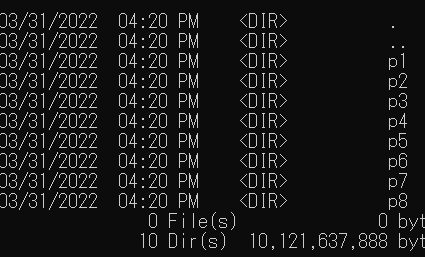 03/31/2022  04:20 PM    <DIR>          .
03/31/2022  04:20 PM    <DIR>          ..
03/31/2022  04:20 PM    <DIR>          p1
03/31/2022  04:20 PM    <DIR>          p2
03/31/2022  04:20 PM    <DIR>          p3
03/31/2022  04:20 PM    <DIR>          p4
03/31/2022  04:20 PM    <DIR>          p5
03/31/2022  04:20 PM    <DIR>          p6
03/31/2022  04:20 PM    <DIR>          p7
03/31/2022  04:20 PM    <DIR>          p8
0 File(s)              0 byt
10 Dir(s)  10,121,637,888 byt